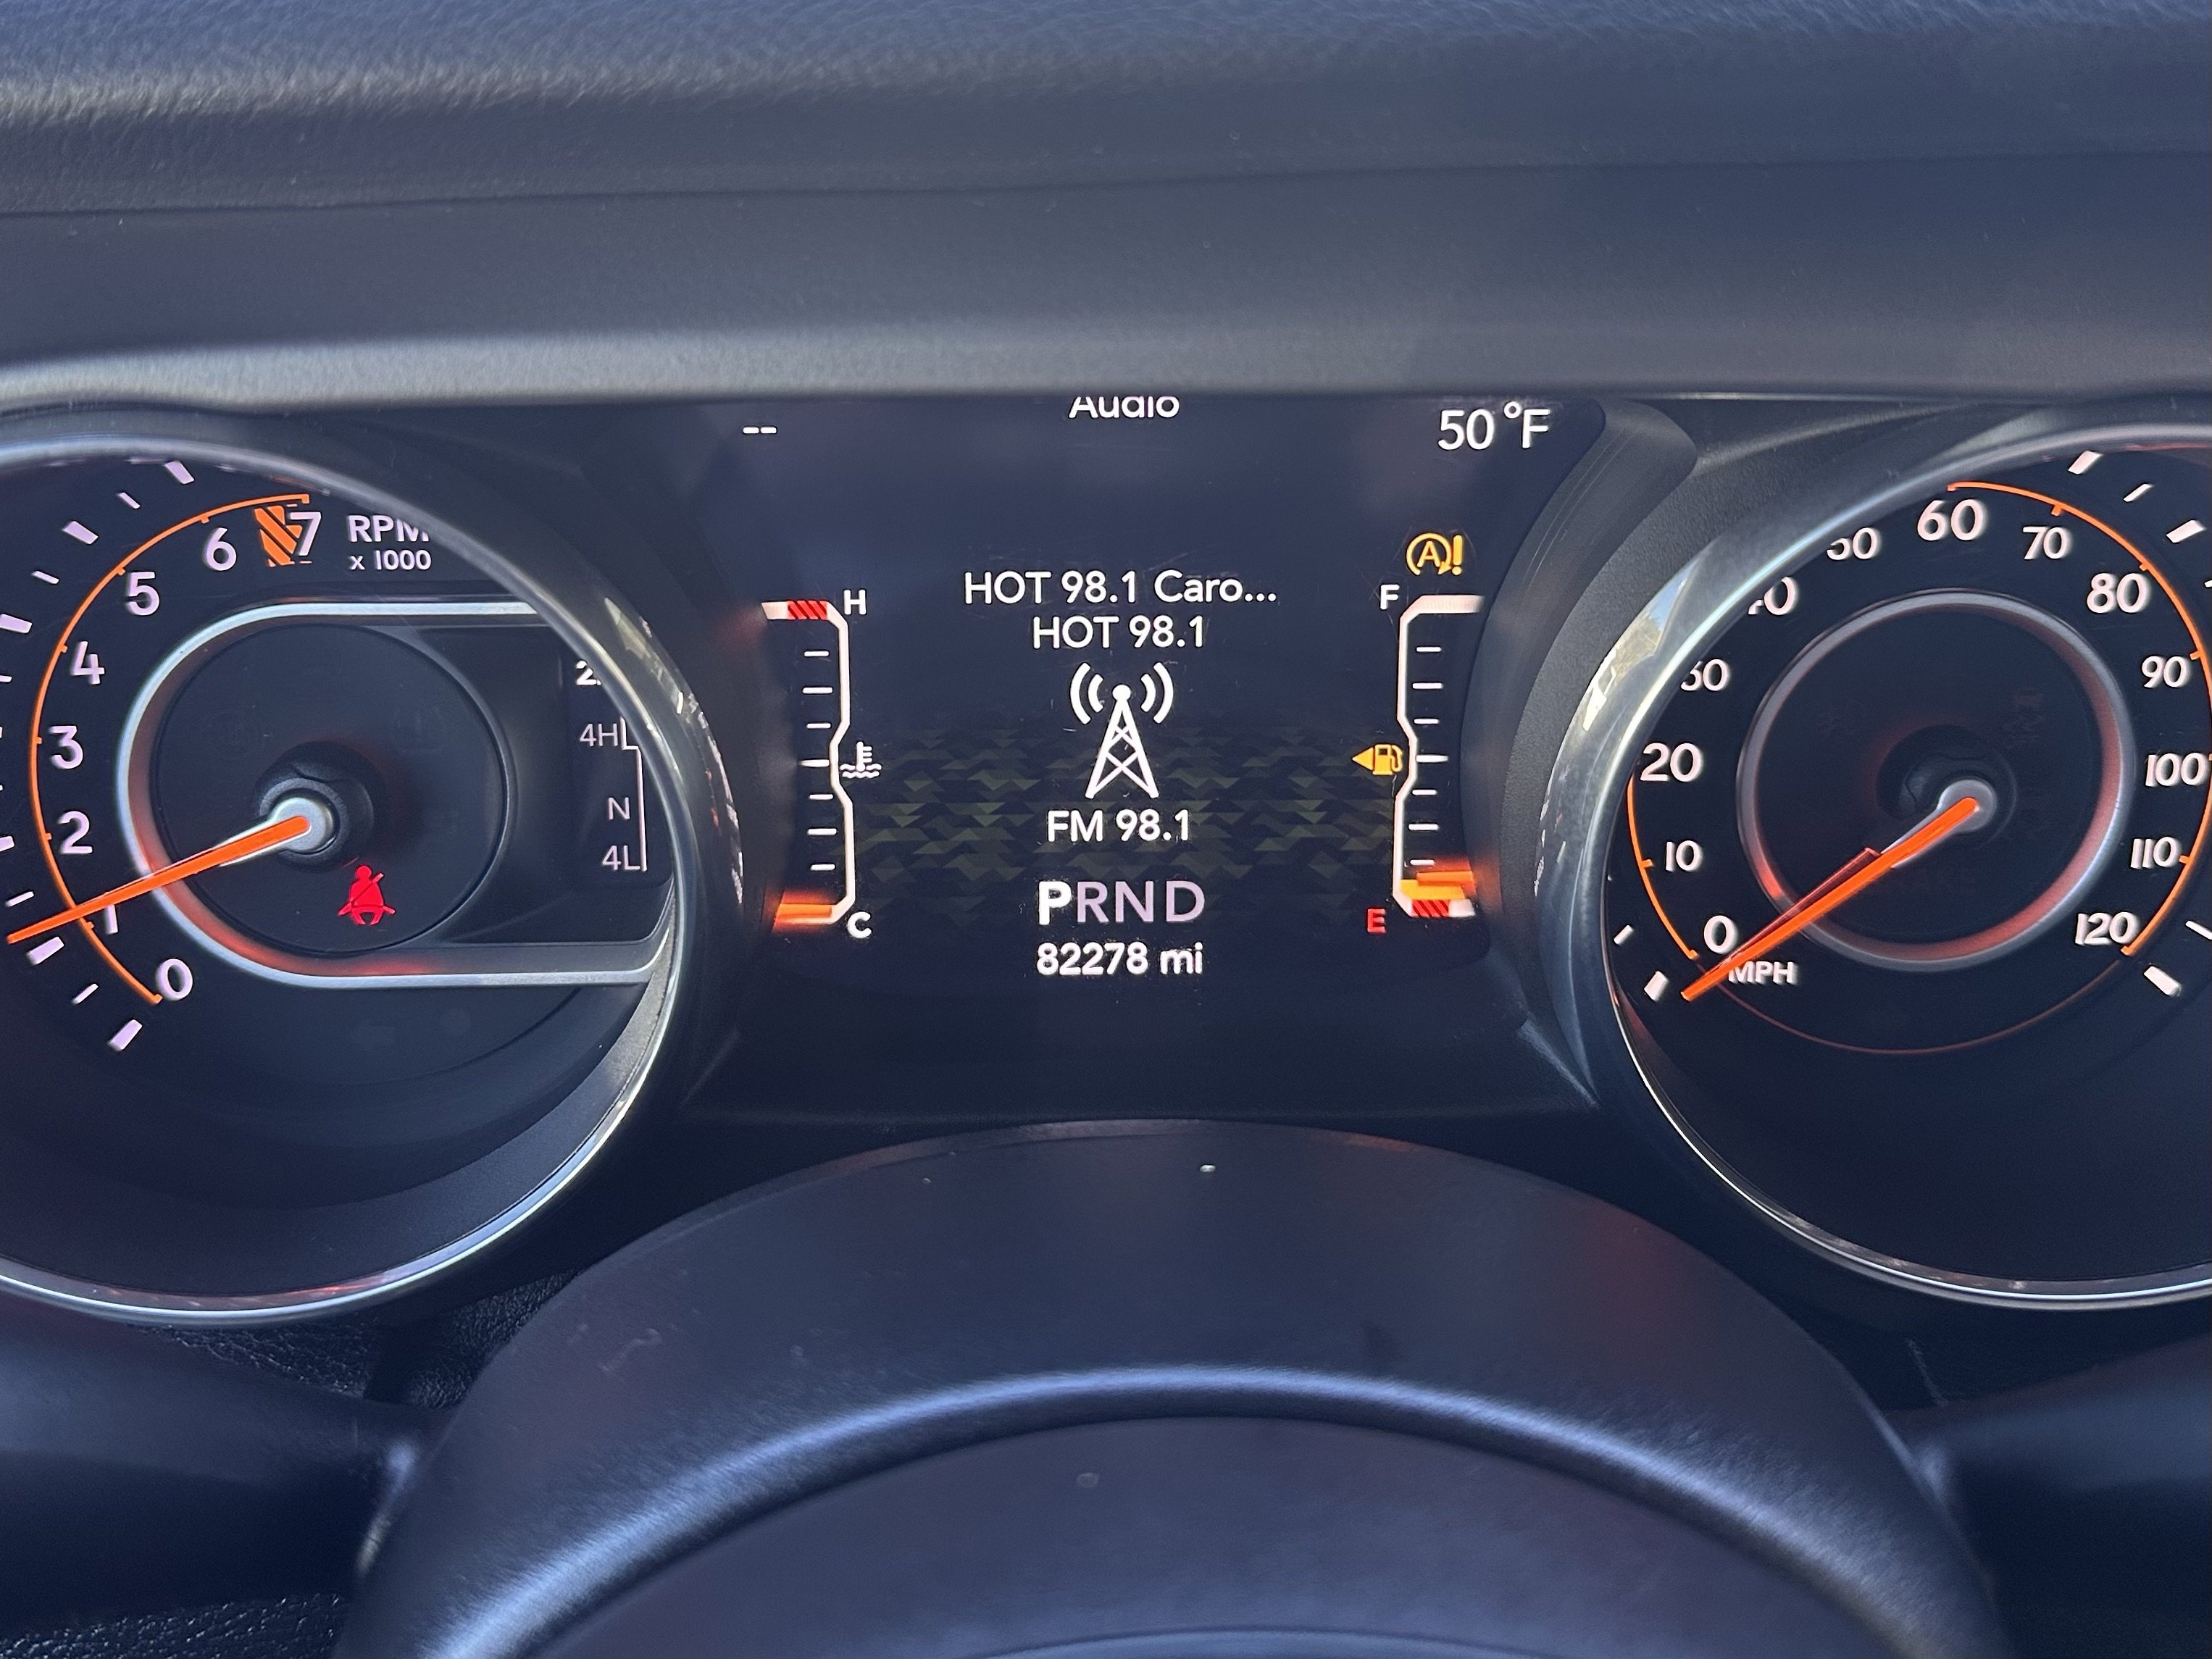 Audio
--
50°F
7
RPM
x 1000
6
5
4
3
2
1
0
4H
N
4L
H
C
HOT 98.1 Caro...
HOT 98.1
FM 98.1
PRND
82278 mi
A!
F
E
60
50
70
80
90
20
100
10
110
0
120
MPH